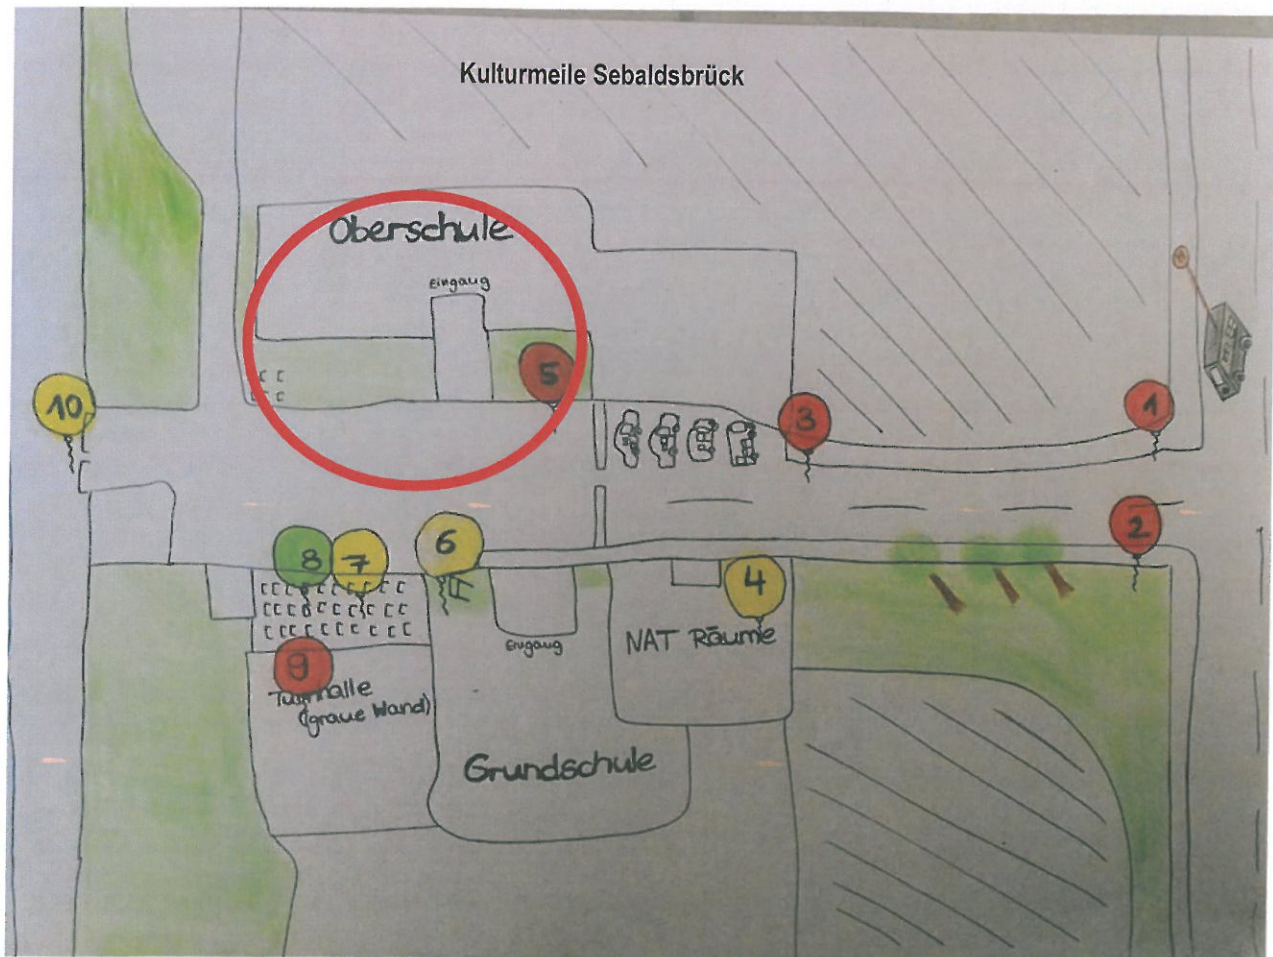 Kulturmeile Sebaldsbrück
Oberschule
Eingang
5
10
3
1
2
8
7
6
4
NAT Räume
Eingang
9
Turnhalle
(graue Wand)
Grundschule